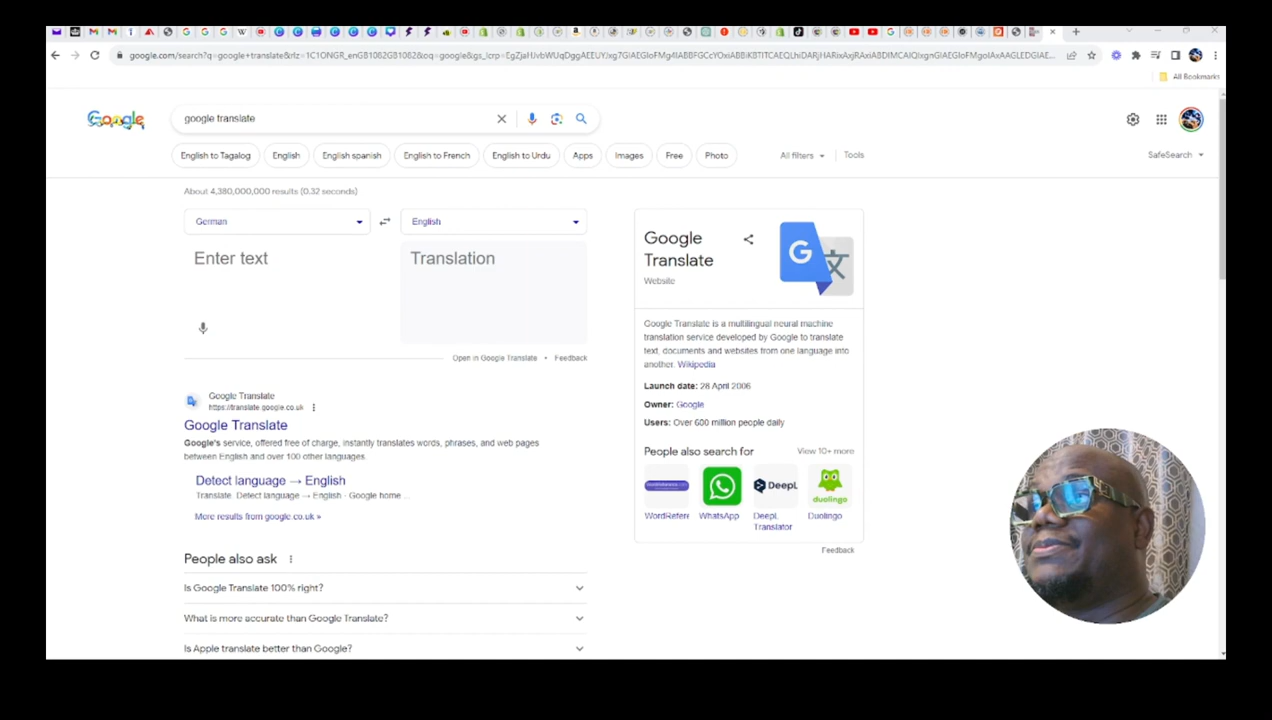 google.com/search?q=google+translate&rlz=1C1ONGR_enGB1082GB1082&oq=google&gs_lcrp=
All Bookmarks
Google
google translate
English to Tagalog
English
English spanish
English to French
English to Urdu
Apps
Images
Free
Photo
All filters
Tools
SafeSearch
About 4,380,000,000 results (0.32 seconds)
German
English
Enter text
Translation
Open in Google Translate • Feedback
Google Translate
https://translate.google.co.uk
Google Translate
Google's service, offered free of charge, instantly translates words, phrases, and web pages
between English and over 100 other languages.
Detect language → English
Translate. Detect language → English · Google home ...
More results from google.co.uk »
People also ask
Is Google Translate 100% right?
What is more accurate than Google Translate?
Is Apple translate better than Google?
Google
Translate
Website
G 文
Google Translate is a multilingual neural machine
translation service developed by Google to translate
text, documents and websites from one language into
another. Wikipedia
Launch date: 28 April 2006
Owner: Google
Users: Over 600 million people daily
People also search for
View 10+ more
DeepL
duolingo
WordRefere
WhatsApp
DeepL
Translator
Duolingo
Feedback